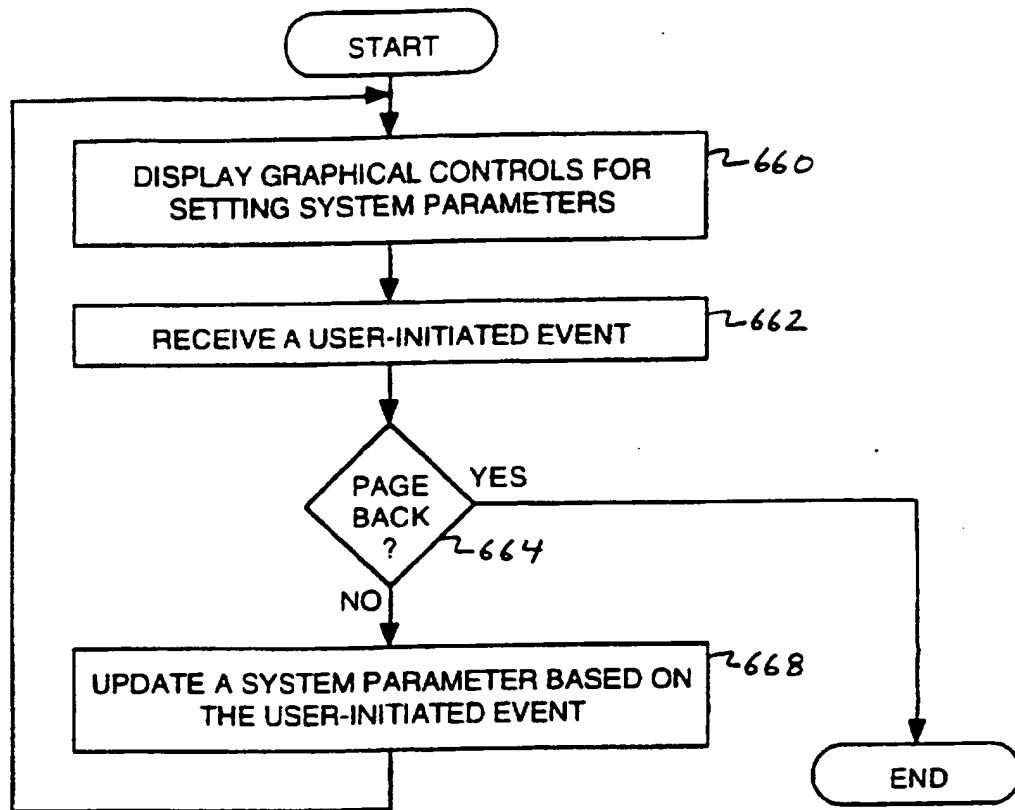 START
DISPLAY GRAPHICAL CONTROLS FOR
SETTING SYSTEM PARAMETERS
660
RECEIVE A USER-INITIATED EVENT
662
PAGE
BACK
?
YES
664
NO
UPDATE A SYSTEM PARAMETER BASED ON
THE USER-INITIATED EVENT
668
END